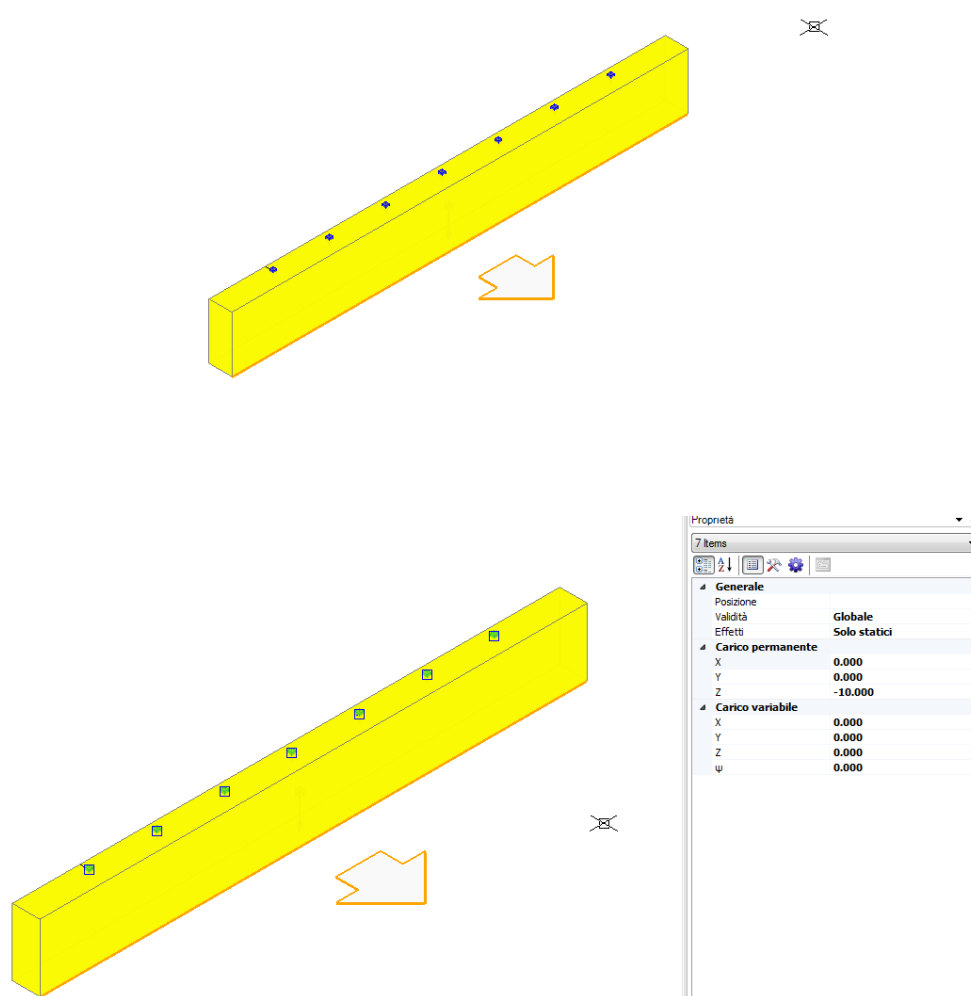 Proprietá
7 Items
Generale
Posizione
Validità Globale
Effetti Solo statici
Carico permanente
X 0.000
Y 0.000
Z -10.000
Carico variabile
X 0.000
Y 0.000
Z 0.000
ψ 0.000